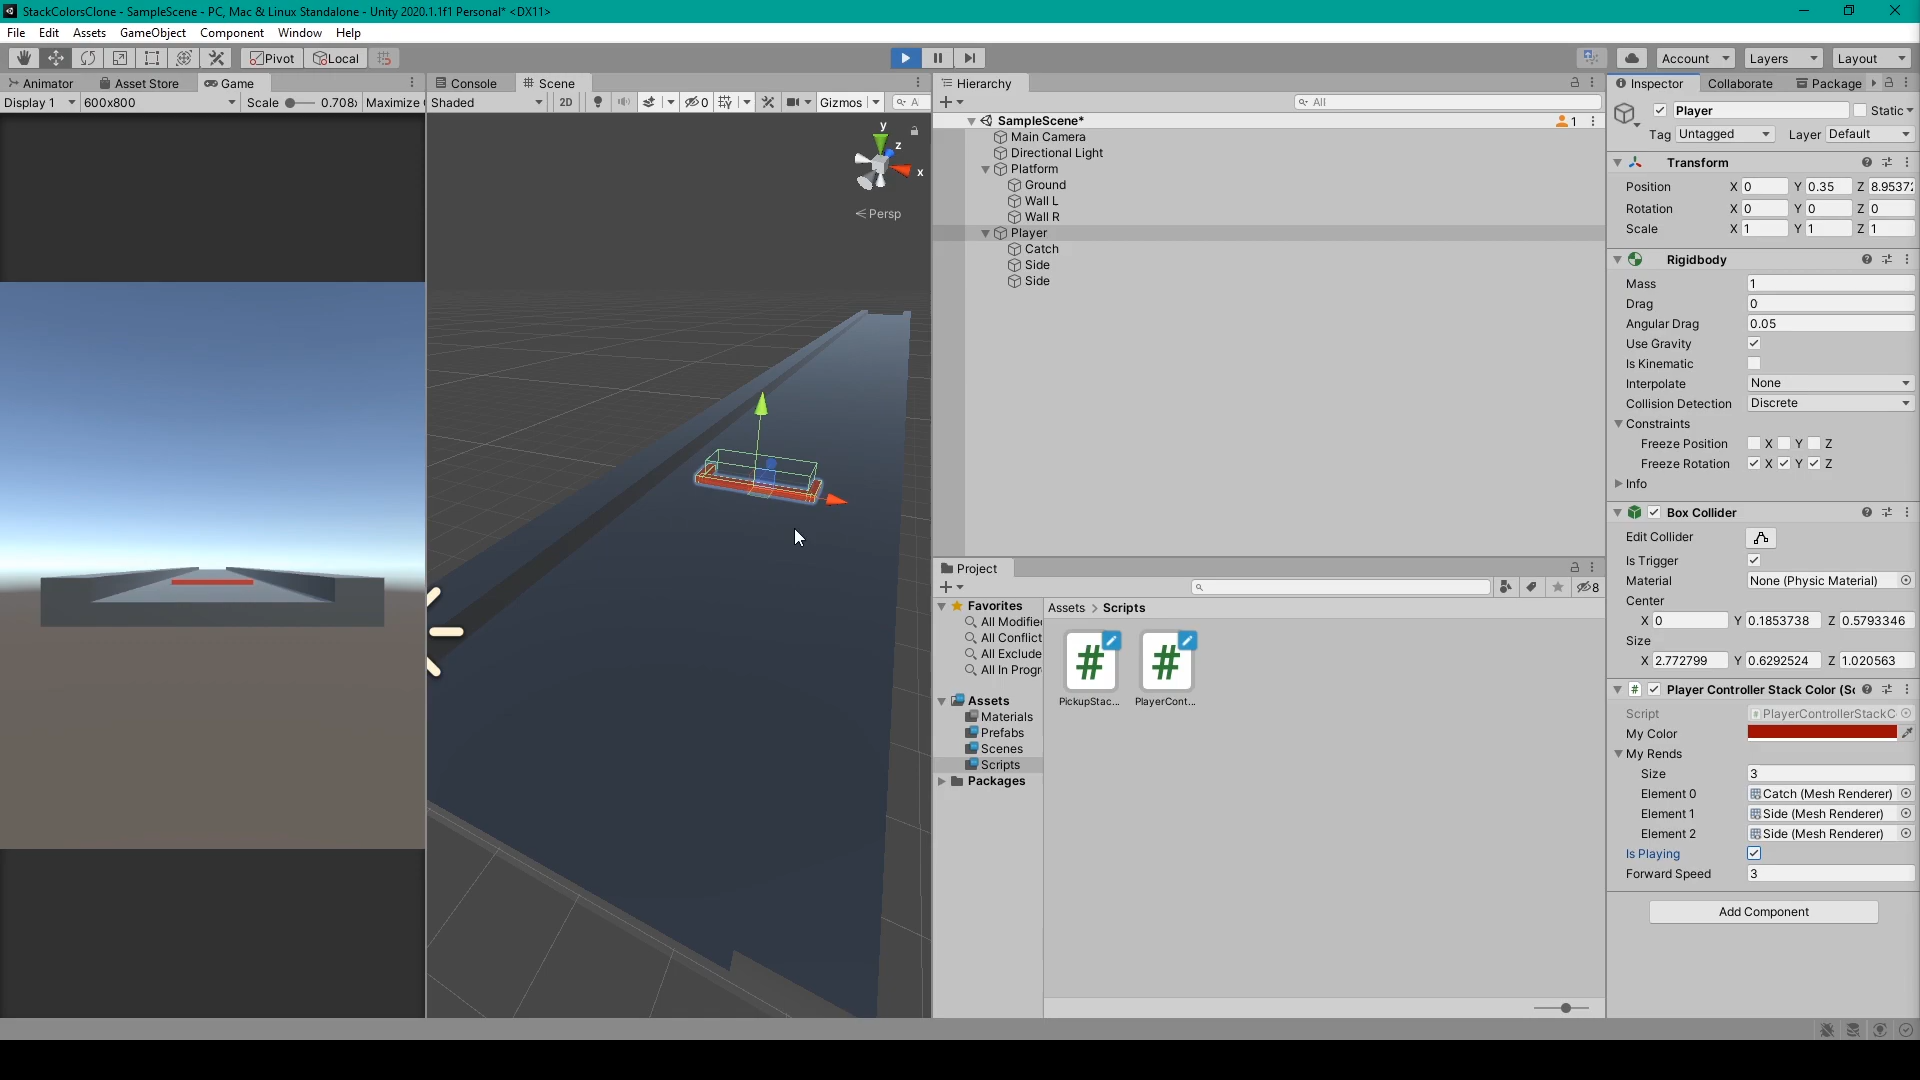 StackColorsClone - SampleScene - PC, Mac & Linux Standalone - Unity 2020.1.1f1 Personal* <DX11>
File Edit Assets GameObject Component Window Help
Pivot Local Account Layers Layout
Animator Asset Store Game Console Scene Hierarchy Inspector Collaborate Package
Display 1 600x800 Scale 0.708x Maximize Shaded 2D 0 Gizmos A All
Player Static
Tag Untagged Layer Default
SampleScene* 1
Main Camera
Directional Light
Platform
Ground
Wall L
Wall R
Player
Catch
Side
Side
y
z
x
Persp
Transform
Position X 0 Y 0.35 Z 8.9537
Rotation X 0 Y 0 Z 0
Scale X 1 Y 1 Z 1
Rigidbody
Mass 1
Drag 0
Angular Drag 0.05
Use Gravity
Is Kinematic
Interpolate None
Collision Detection Discrete
Constraints
Freeze Position X Y Z
Freeze Rotation X Y Z
Info
Box Collider
Edit Collider
Is Trigger
Material None (Physic Material)
Center
X 0 Y 0.1853738 Z 0.5793346
Size
X 2.772799 Y 0.6292524 Z 1.020563
Player Controller Stack Color (Sc
Script PlayerControllerStackC
My Color
My Rends
Size 3
Element 0 Catch (Mesh Renderer)
Element 1 Side (Mesh Renderer)
Element 2 Side (Mesh Renderer)
Is Playing
Forward Speed 3
Add Component
Project
8
Favorites
All Modifie
All Conflict
All Exclude
All In Progr
Assets
Materials
Prefabs
Scenes
Scripts
Packages
Assets > Scripts
# #
PickupStac... PlayerCont...